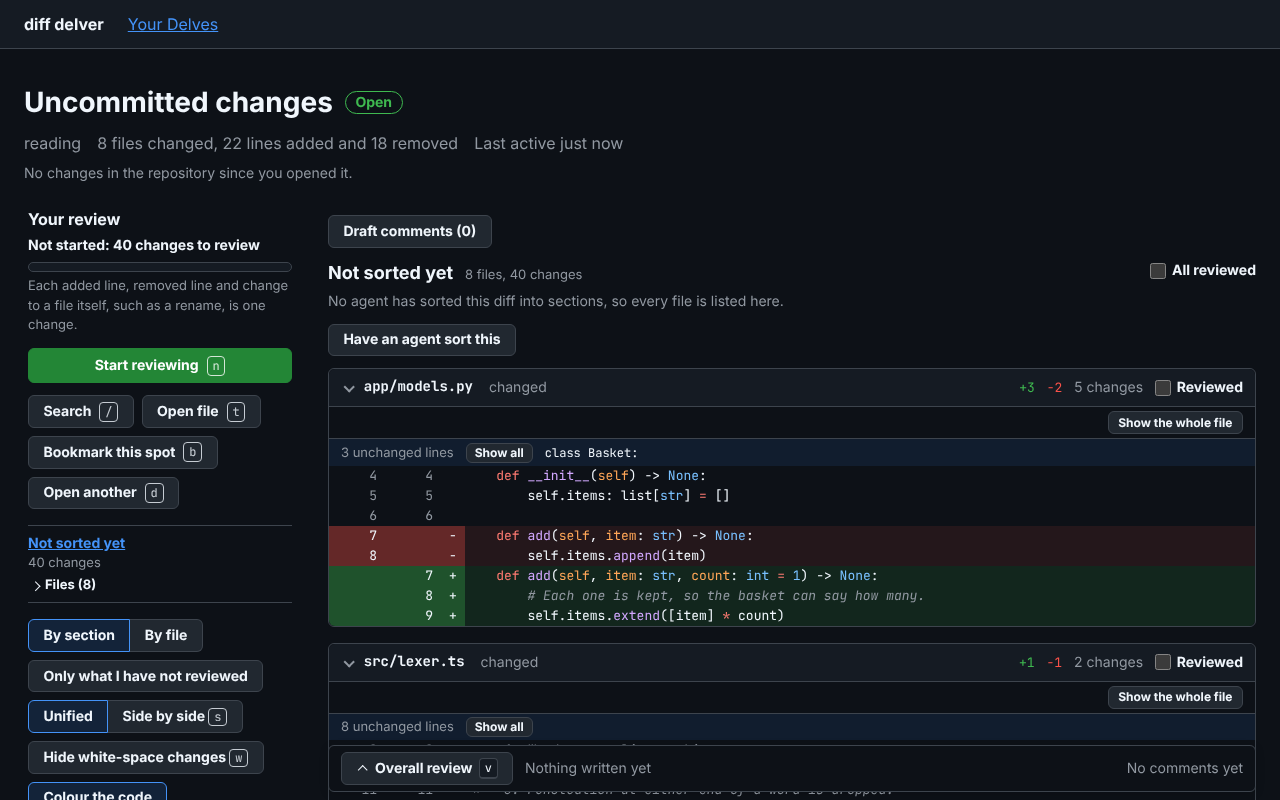 diff delver Your Delves
Uncommitted changes Open
reading 8 files changed, 22 lines added and 18 removed Last active just now
No changes in the repository since you opened it.
Your review
Not started: 40 changes to review
Each added line, removed line and change
to a file itself, such as a rename, is one
change.
Start reviewing n
Search / Open file t
Bookmark this spot b
Open another d
Not sorted yet
40 changes
Files (8)
By section By file
Only what I have not reviewed
Unified Side by side s
Hide white-space changes w
Colour the code
Draft comments (0)
Not sorted yet 8 files, 40 changes All reviewed
No agent has sorted this diff into sections, so every file is listed here.
Have an agent sort this
app/models.py changed +3 -2 5 changes Reviewed
Show the whole file
3 unchanged lines Show all class Basket:
4 4 def __init__(self) -> None:
5 5 self.items: list[str] = []
6 6
7 - def add(self, item: str) -> None:
8 - self.items.append(item)
7 + def add(self, item: str, count: int = 1) -> None:
8 + # Each one is kept, so the basket can say how many.
9 + self.items.extend([item] * count)
src/lexer.ts changed +1 -1 2 changes Reviewed
Show the whole file
8 unchanged lines Show all
Overall review v Nothing written yet No comments yet